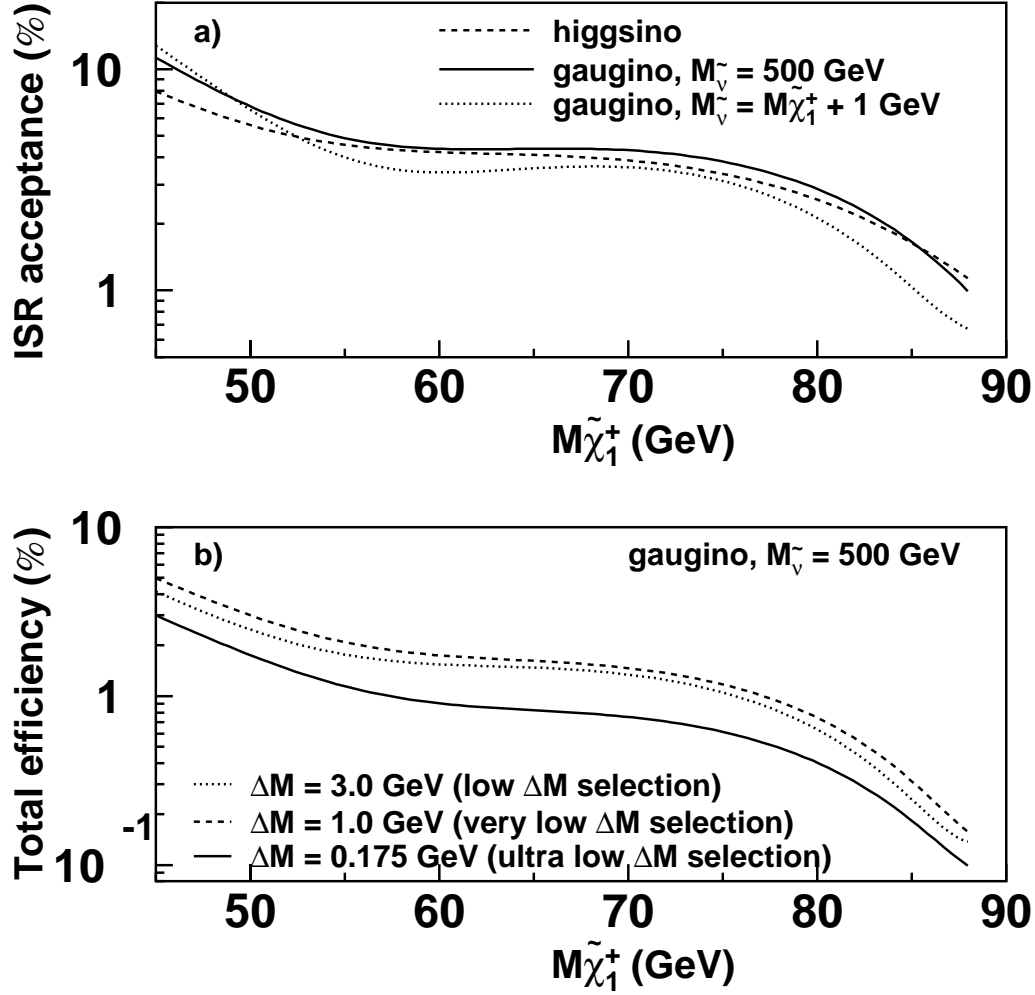 ISR acceptance (%)
a)
higgsino
gaugino, M_ν̃ = 500 GeV
gaugino, M_ν̃ = Mχ̃₁⁺ + 1 GeV
10
1
50 60 70 80 90
Mχ̃₁⁺ (GeV)
Total efficiency (%)
b)
gaugino, M_ν̃ = 500 GeV
10
1
10⁻¹
ΔM = 3.0 GeV (low ΔM selection)
ΔM = 1.0 GeV (very low ΔM selection)
ΔM = 0.175 GeV (ultra low ΔM selection)
50 60 70 80 90
Mχ̃₁⁺ (GeV)